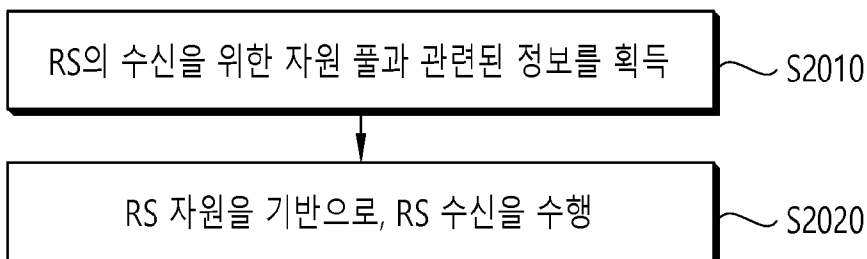 RS의 수신을 위한 자원 풀과 관련된 정보를 획득
S2010
RS 자원을 기반으로, RS 수신을 수행
S2020